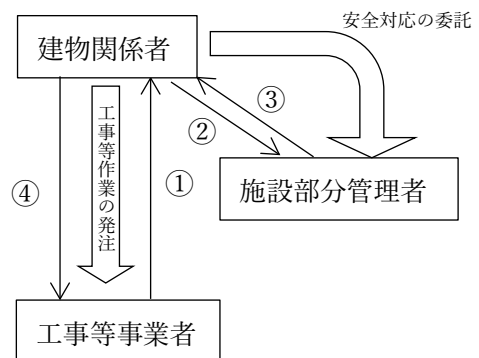 安全対応の委託
建物関係者
③
②
工事等作業の発注
①
④
施設部分管理者
工事等事業者